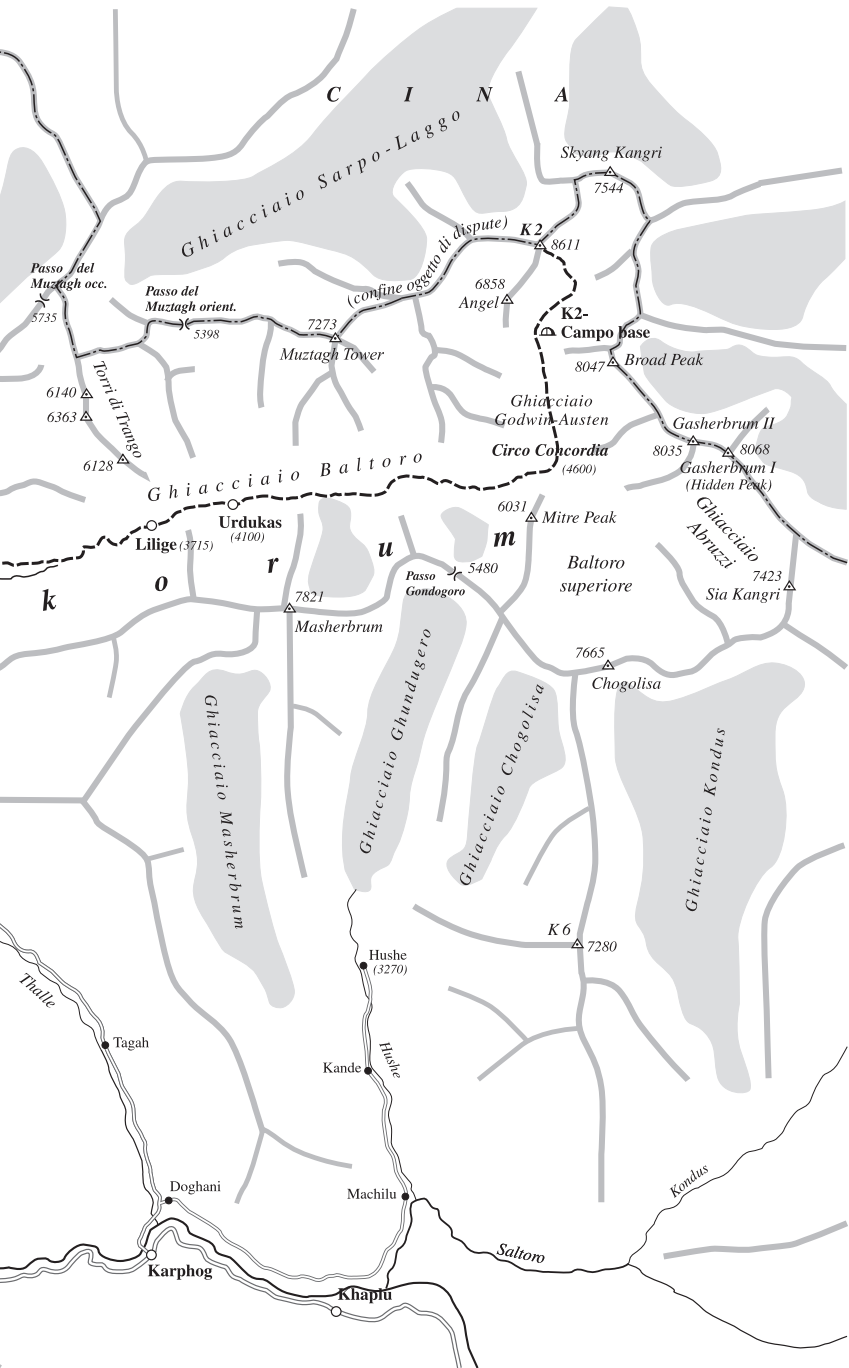 C I N A
Ghiacciaio Sarpo-Laggo
Skyang Kangri
7544
(confine oggetto di dispute)
K 2
8611
Passo del
Muztagh occ.
5735
Passo del
Muztagh orient.
5398
6858
Angel
7273
Muztagh Tower
K2-
Campo base
8047
Broad Peak
Torri di Trango
6140
6363
6128
Ghiacciaio
Godwin-Austen
Circo Concordia
(4600)
Gasherbrum II
8035
8068
Gasherbrum I
(Hidden Peak)
Ghiacciaio Baltoro
Urdukas
(4100)
Lilige (3715)
6031
Mitre Peak
Ghiacciaio
Abruzzi
k o r u m
Passo
Gondogoro
5480
Baltoro
superiore
7423
Sia Kangri
7821
Masherbrum
7665
Chogolisa
Ghiacciaio Masherbrum
Ghiacciaio Ghundugero
Ghiacciaio Chogolisa
Ghiacciaio Kondus
K 6
7280
Hushe
(3270)
Thalle
Tagah
Kande
Hushe
Doghani
Machilu
Kondus
Saltoro
Karphog
Khaplu